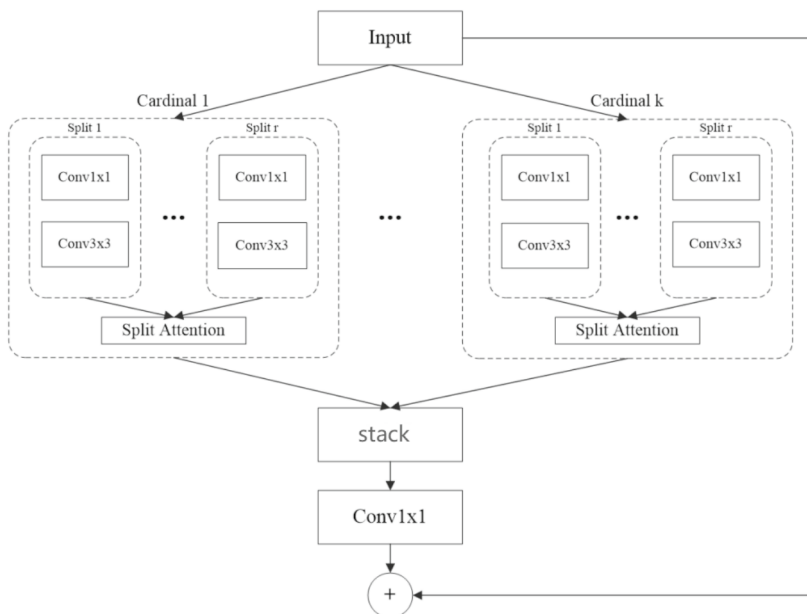 Input
Cardinal 1
Cardinal k
Split 1
Split r
Split 1
Split r
Conv1x1
Conv1x1
Conv1x1
Conv1x1
...
...
...
Conv3x3
Conv3x3
Conv3x3
Conv3x3
Split Attention
Split Attention
stack
Conv1x1
+